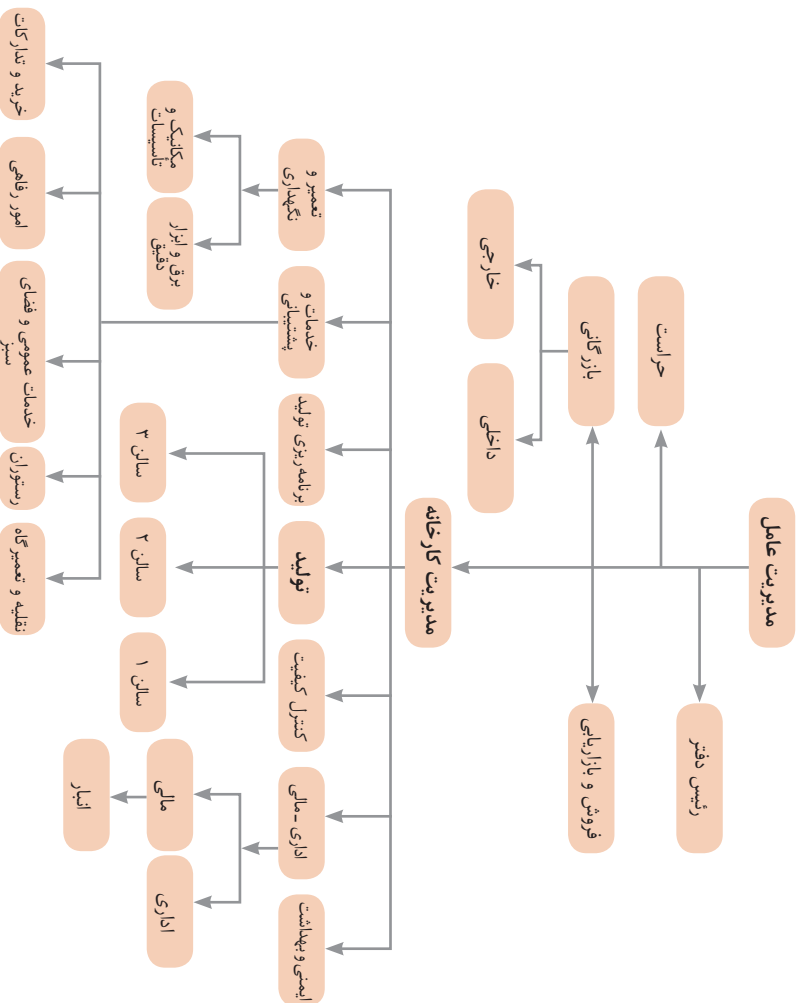 مدیریت عامل
رئیس دفتر
حراست
فروش و بازاریابی
بازرگانی
داخلی
خارجی
مدیریت کارخانه
ایمنی و بهداشت
اداری - مالی
کنترل کیفیت
تولید
برنامه‌ریزی تولید
خدمات و
پشتیبانی
تعمیر و
نگهداری
اداری
مالی
انبار
سالن ۱
سالن ۲
سالن ۳
برق و ابزار
دقیق
مکانیک و
تأسیسات
نقلیه و تعمیرگاه
رستوران
خدمات عمومی و فضای
سبز
امور رفاهی
خرید و تدارکات